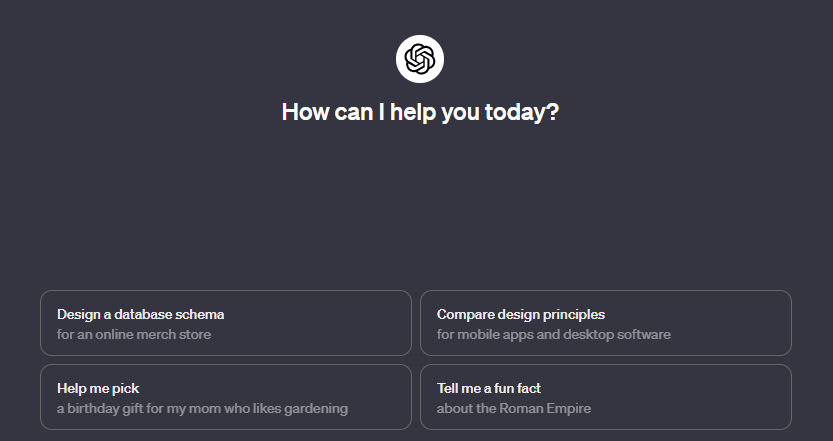 How can I help you today?
Design a database schema
for an online merch store
Compare design principles
for mobile apps and desktop software
Help me pick
a birthday gift for my mom who likes gardening
Tell me a fun fact
about the Roman Empire